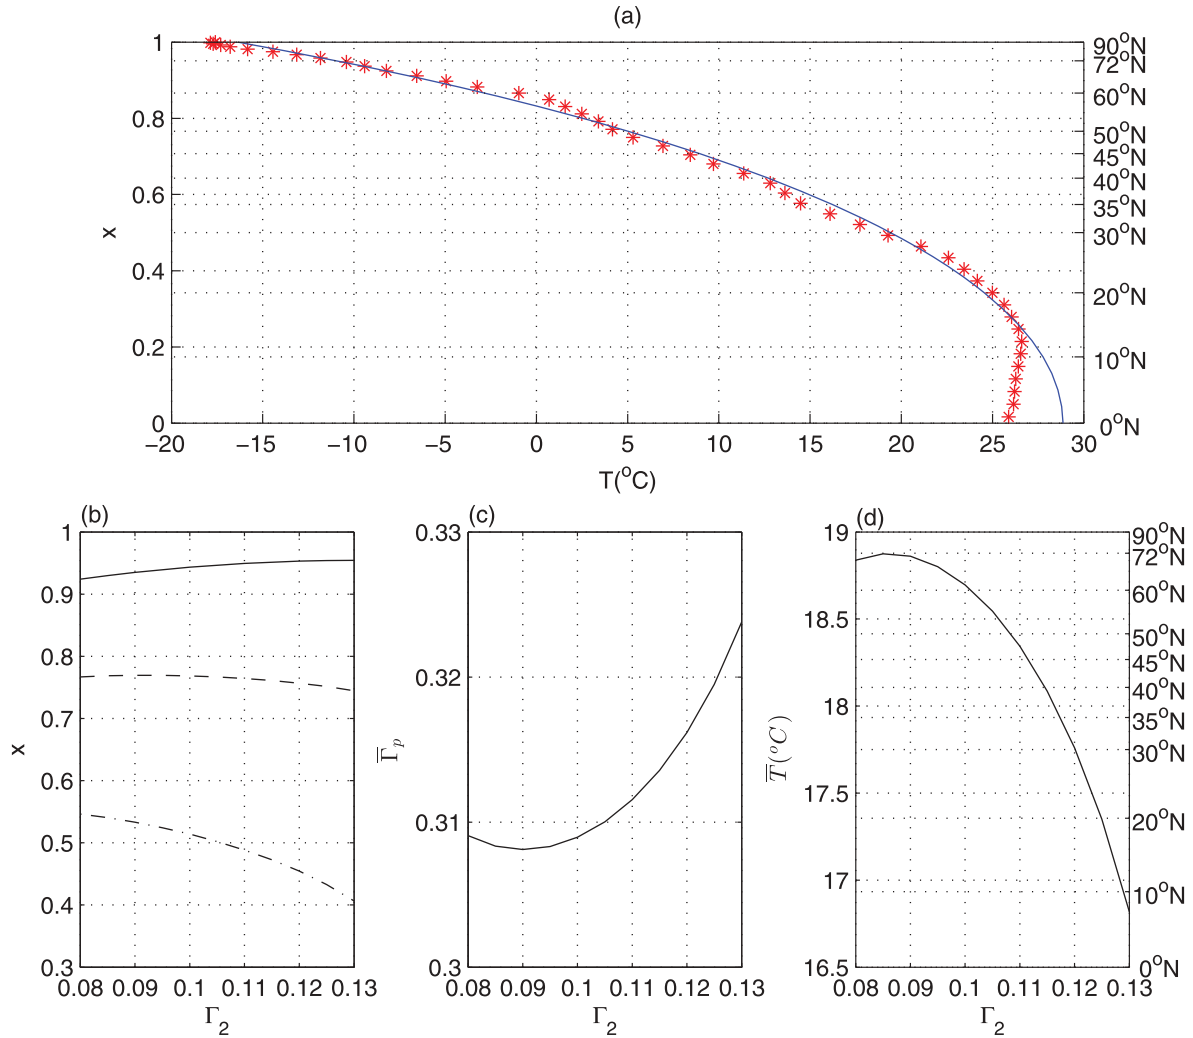 (a)
1
0.8
0.6
0.4
0.2
0
x
90°N
72°N
60°N
50°N
45°N
40°N
35°N
30°N
20°N
10°N
0°N
−20 −15 −10 −5 0 5 10 15 20 25 30
T(°C)
(b)
1
0.9
0.8
0.7
0.6
0.5
0.4
0.3
x
0.08 0.09 0.1 0.11 0.12 0.13
Γ₂
(c)
0.33
0.32
0.31
0.3
Γ̿ₚ
0.08 0.09 0.1 0.11 0.12 0.13
Γ₂
(d)
19
18.5
18
17.5
17
16.5
T̿(°C)
90°N
72°N
60°N
50°N
45°N
40°N
35°N
30°N
20°N
10°N
0°N
0.08 0.09 0.1 0.11 0.12 0.13
Γ₂